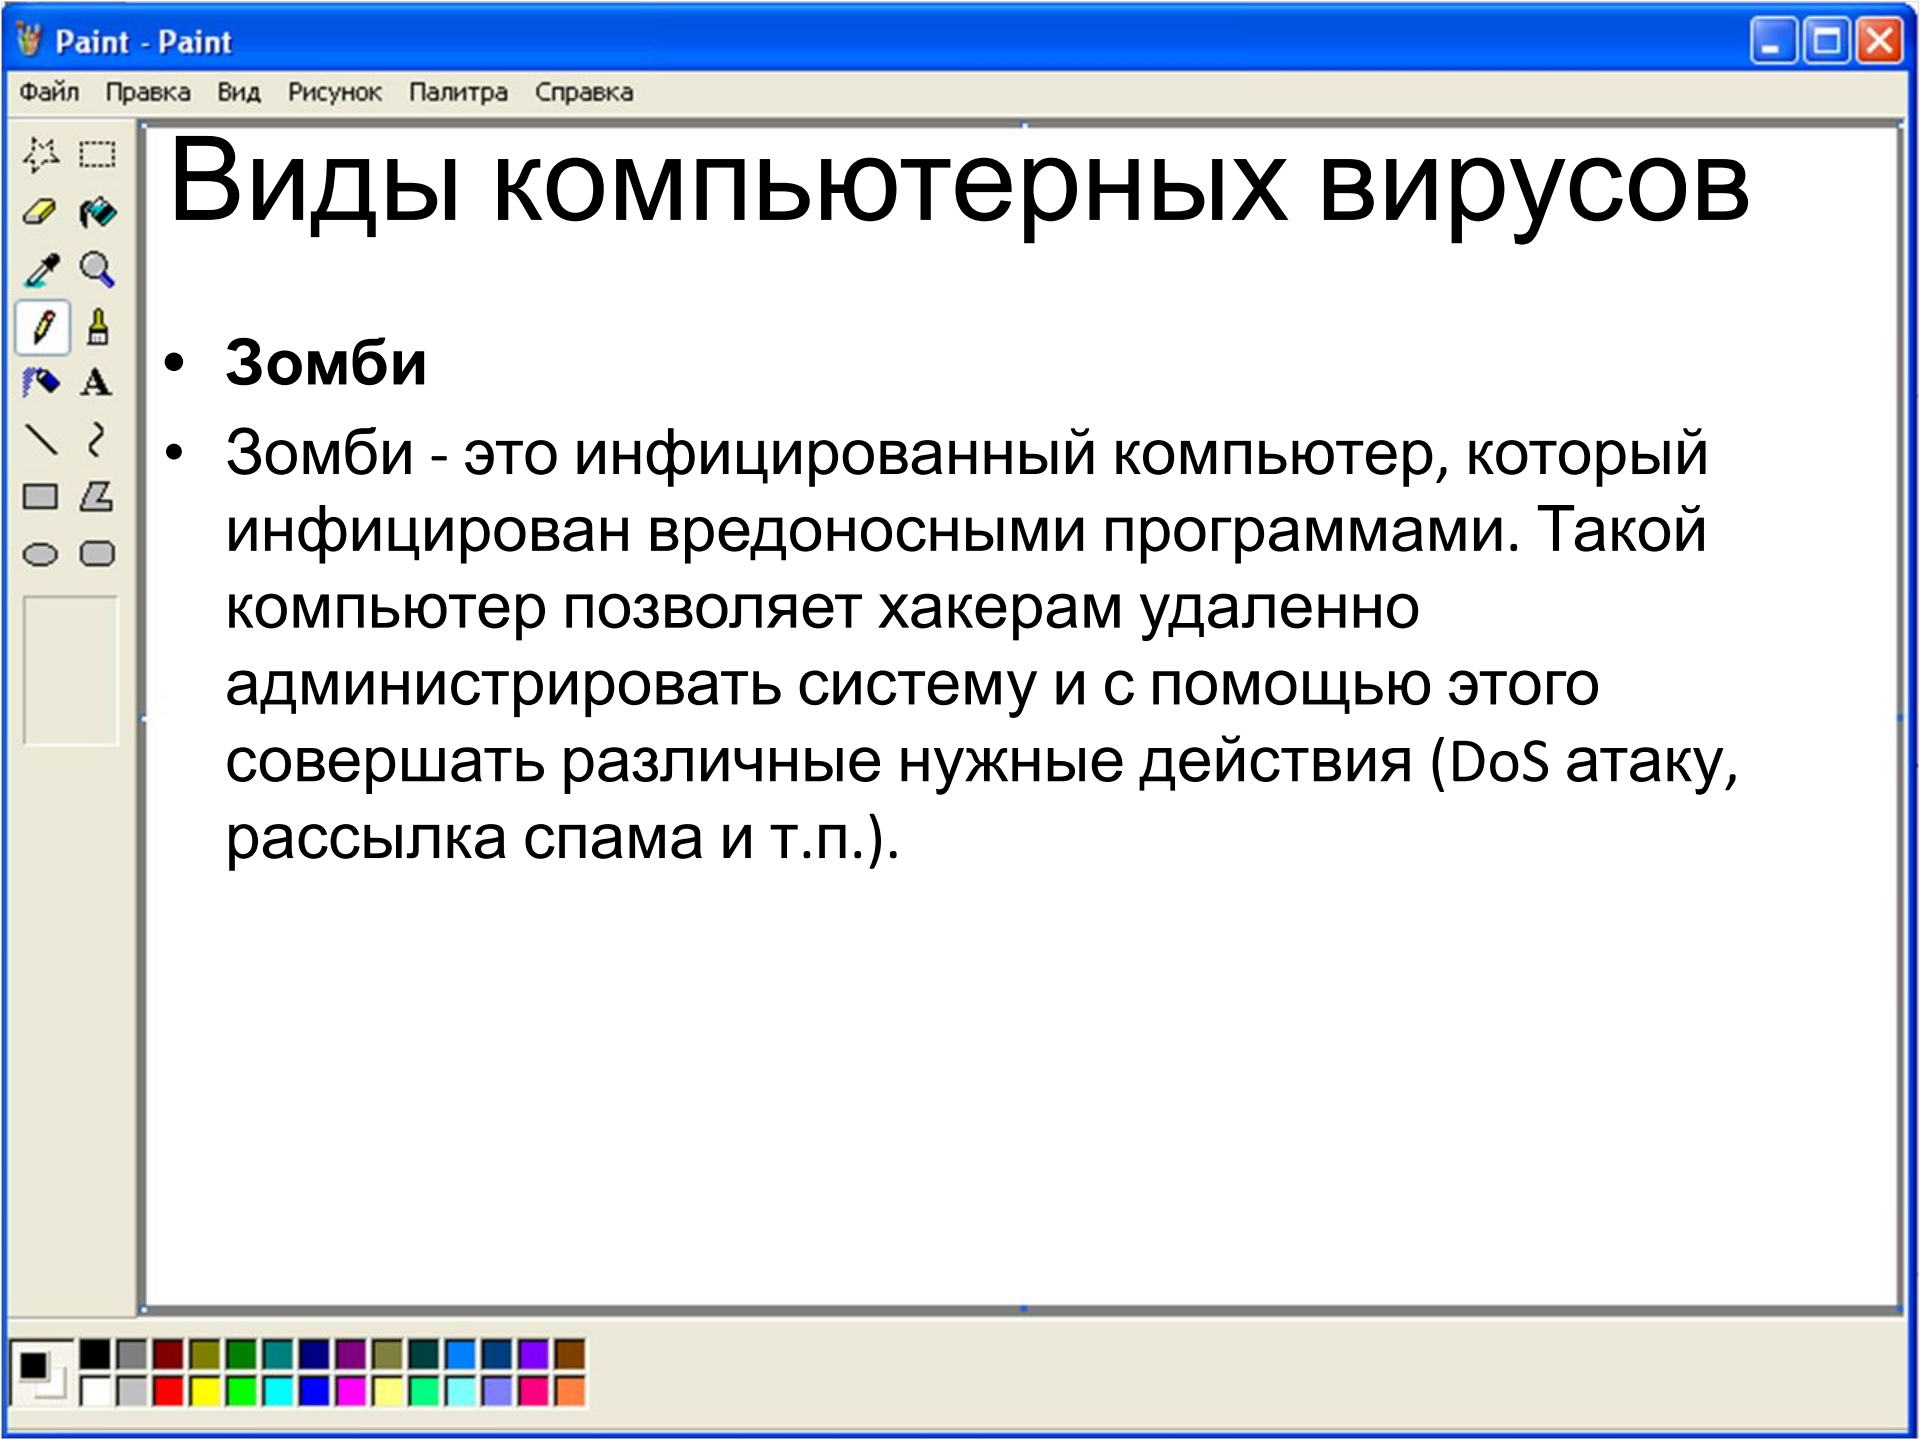 Paint - Paint
Файл Правка Вид Рисунок Палитра Справка
Виды компьютерных вирусов
• Зомби
• Зомби - это инфицированный компьютер, который
инфицирован вредоносными программами. Такой
компьютер позволяет хакерам удаленно
администрировать систему и с помощью этого
совершать различные нужные действия (DoS атаку,
рассылка спама и т.п.).
A